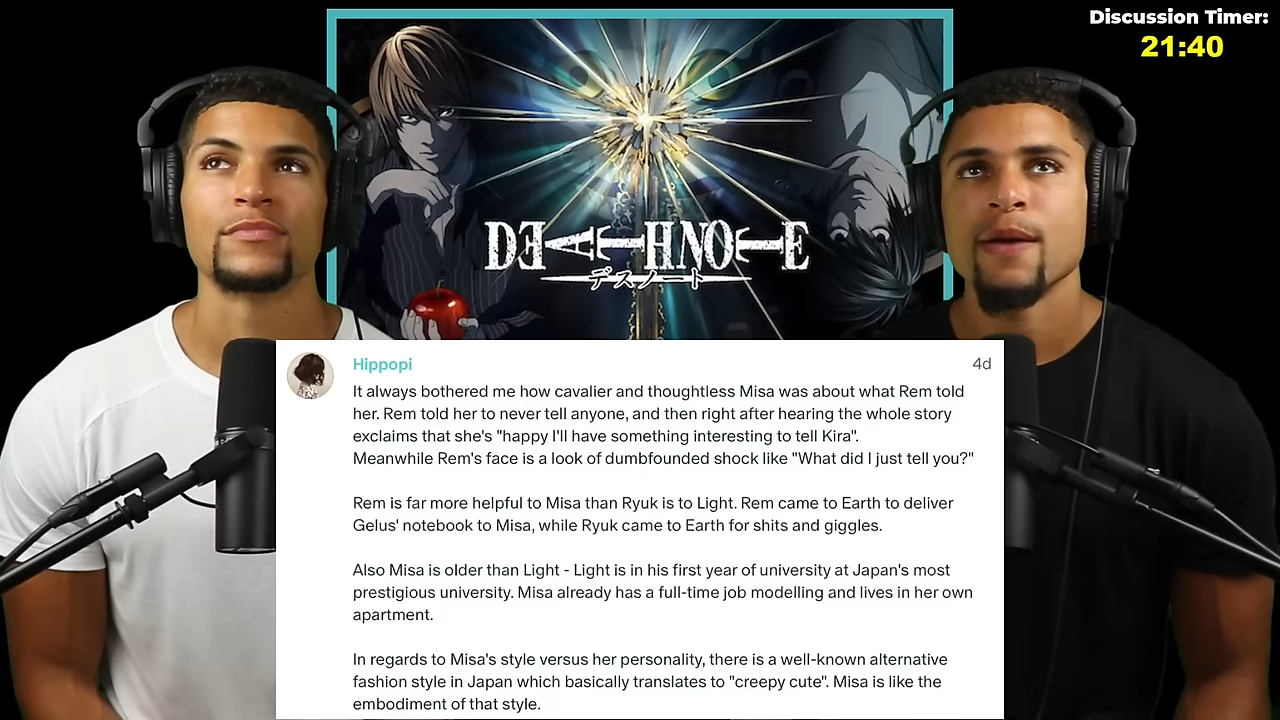 Discussion Timer:
21:40
DEATHNOTE
デスノート
Hippopi
4d
It always bothered me how cavalier and thoughtless Misa was about what Rem told
her. Rem told her to never tell anyone, and then right after hearing the whole story
exclaims that she's "happy I'll have something interesting to tell Kira".
Meanwhile Rem's face is a look of dumbfounded shock like "What did I just tell you?"
Rem is far more helpful to Misa than Ryuk is to Light. Rem came to Earth to deliver
Gelus' notebook to Misa, while Ryuk came to Earth for shits and giggles.
Also Misa is older than Light - Light is in his first year of university at Japan's most
prestigious university. Misa already has a full-time job modelling and lives in her own
apartment.
In regards to Misa's style versus her personality, there is a well-known alternative
fashion style in Japan which basically translates to "creepy cute". Misa is like the
embodiment of that style.